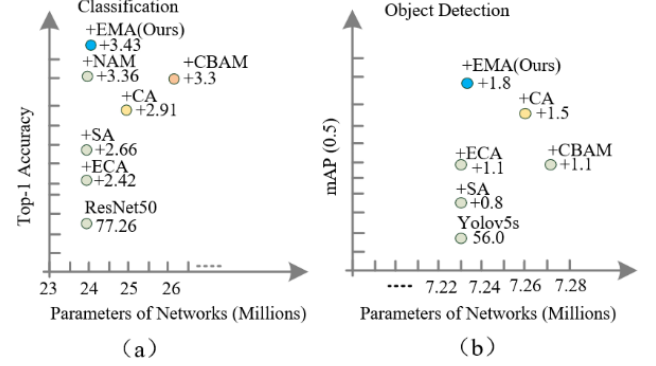 Classification
+EMA(Ours)
+3.43
+NAM
+3.36
+CBAM
+3.3
+CA
+2.91
+SA
+2.66
+ECA
+2.42
ResNet50
77.26
Top-1 Accuracy
23 24 25 26
Parameters of Networks (Millions)
(a)
Object Detection
+EMA(Ours)
+1.8
+CA
+1.5
+ECA
+1.1
+CBAM
+1.1
+SA
+0.8
Yolov5s
56.0
mAP (0.5)
7.22 7.24 7.26 7.28
Parameters of Networks (Millions)
(b)